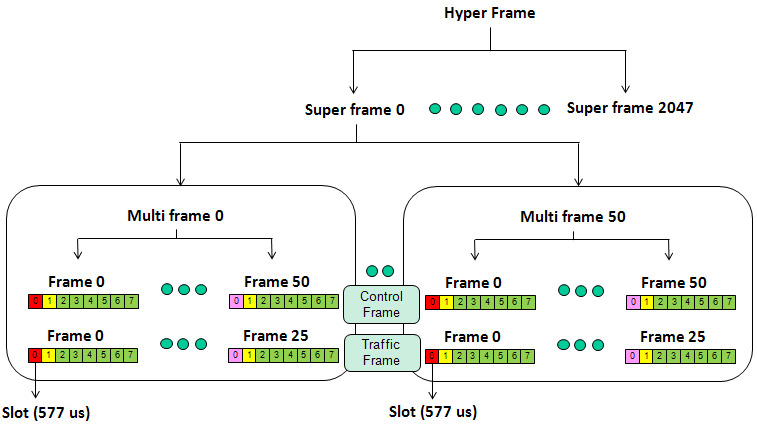 Hyper Frame
Super frame 0
Super frame 2047
Multi frame 0
Multi frame 50
Frame 0
Frame 50
Frame 0
Frame 50
0 1 2 3 4 5 6 7
0 1 2 3 4 5 6 7
0 1 2 3 4 5 6 7
0 1 2 3 4 5 6 7
Control
Frame
Frame 0
Frame 25
Frame 0
Frame 25
Traffic
Frame
0 1 2 3 4 5 6 7
0 1 2 3 4 5 6 7
0 1 2 3 4 5 6 7
0 1 2 3 4 5 6 7
Slot (577 us)
Slot (577 us)